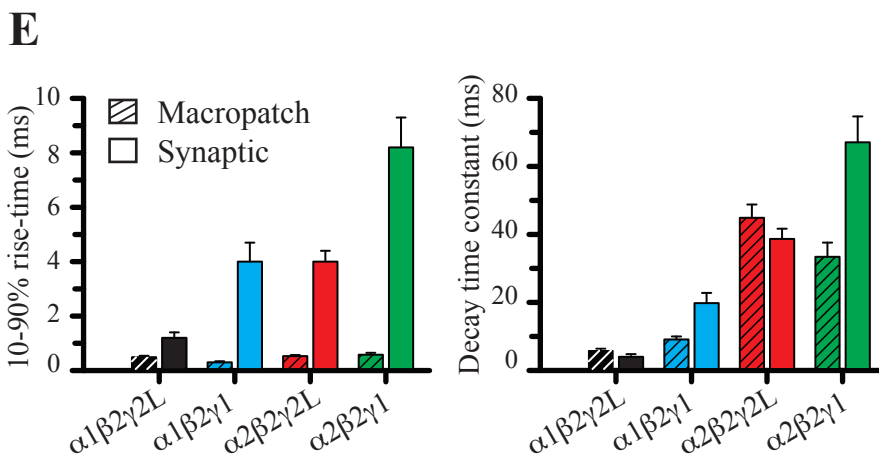 E
10-90% rise-time (ms)
10
8
6
4
2
0
Macropatch
Synaptic
α1β2γ2L
α1β2γ1
α2β2γ2L
α2β2γ1
Decay time constant (ms)
80
60
40
20
0
α1β2γ2L
α1β2γ1
α2β2γ2L
α2β2γ1